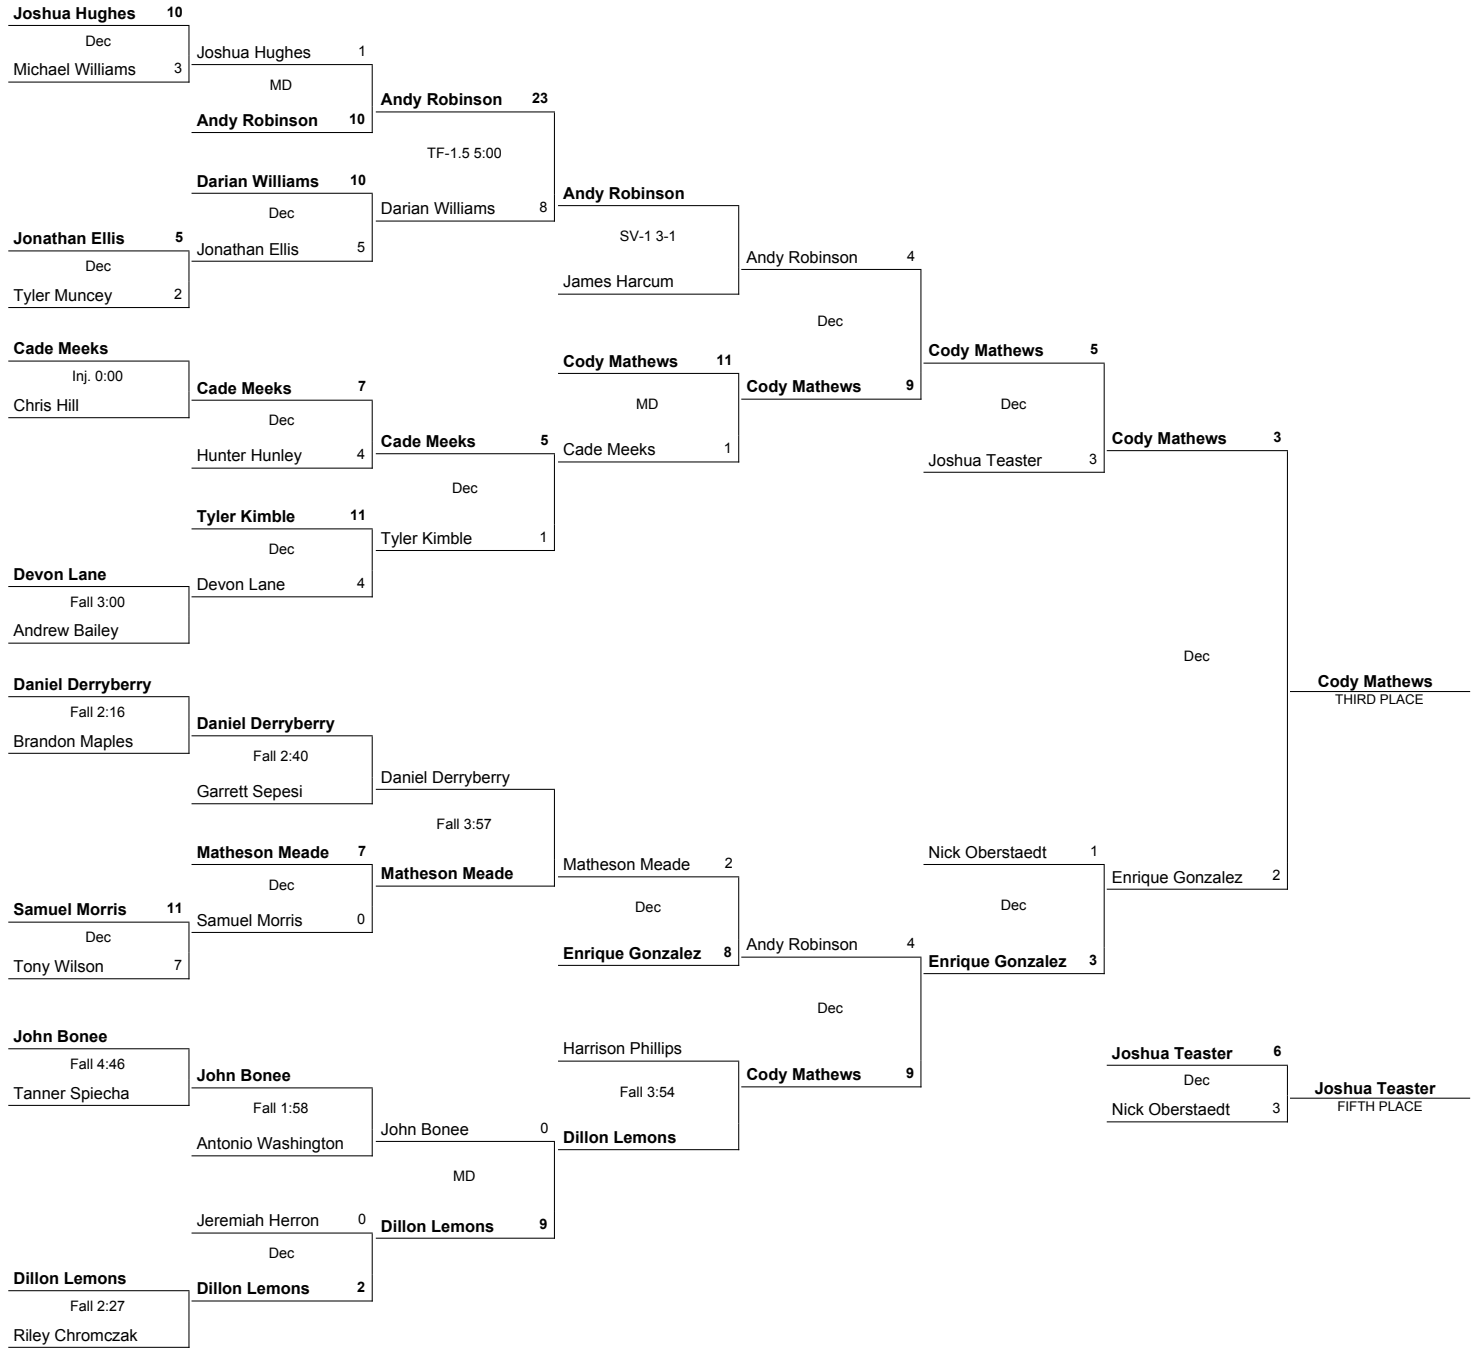 Joshua Hughes 10
Dec
Michael Williams 3
Joshua Hughes 1
MD
Andy Robinson 10
Andy Robinson 23
TF-1.5 5:00
Darian Williams 10
Dec
Jonathan Ellis 5
Darian Williams 8
Jonathan Ellis 5
Dec
Tyler Muncey 2
Andy Robinson
SV-1 3-1
James Harcum
Andy Robinson 4
Dec
Cody Mathews 9
Cade Meeks
Inj. 0:00
Chris Hill
Cade Meeks 7
Dec
Hunter Hunley 4
Cade Meeks 5
Dec
Tyler Kimble 1
Cody Mathews 11
MD
Cade Meeks 1
Cody Mathews 5
Dec
Joshua Teaster 3
Cody Mathews 3
Tyler Kimble 11
Dec
Devon Lane 4
Devon Lane
Fall 3:00
Andrew Bailey
Dec
Cody Mathews
THIRD PLACE
Daniel Derryberry
Fall 2:16
Brandon Maples
Daniel Derryberry
Fall 2:40
Garrett Sepesi
Daniel Derryberry
Fall 3:57
Matheson Meade
Matheson Meade 7
Dec
Samuel Morris 0
Samuel Morris 11
Dec
Tony Wilson 7
Matheson Meade 2
Dec
Enrique Gonzalez 8
Nick Oberstaedt 1
Dec
Enrique Gonzalez 3
Enrique Gonzalez 2
Andy Robinson 4
Dec
Cody Mathews 9
John Bonee
Fall 4:46
Tanner Spiecha
John Bonee
Fall 1:58
Antonio Washington
John Bonee 0
MD
Dillon Lemons 9
Harrison Phillips
Fall 3:54
Dillon Lemons
Joshua Teaster 6
Dec
Nick Oberstaedt 3
Joshua Teaster
FIFTH PLACE
Jeremiah Herron 0
Dec
Dillon Lemons 2
Dillon Lemons
Fall 2:27
Riley Chromczak